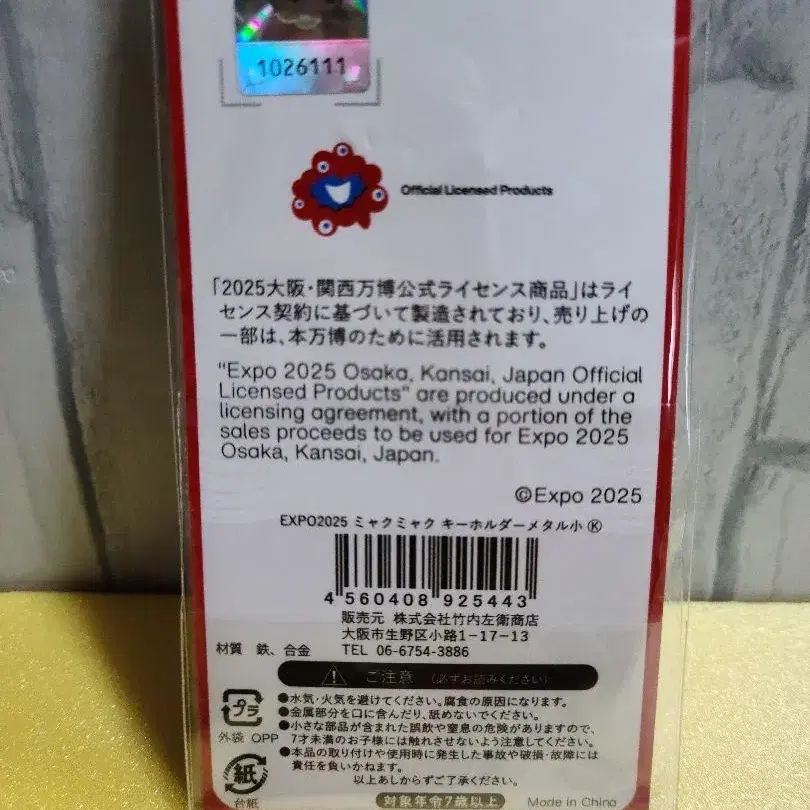 1026111
Official Licensed Products
「2025大阪・関西万博公式ライセンス商品」はライ
センス契約に基づいて製造されており、売り上げの
一部は、本万博のために活用されます。
"Expo 2025 Osaka, Kansai, Japan Official
Licensed Products" are produced under a
licensing agreement, with a portion of the
sales proceeds to be used for Expo 2025
Osaka, Kansai, Japan.
©Expo 2025
EXPO2025 ミャクミャク キーホルダーメタル小 Ⓚ
4 560408 925443
販売元 株式会社竹内左衛商店
大阪市生野区小路1-17-13
材質 鉄、合金 TEL 06-6754-3886
ご注意 (必ずお読みください)
●水気・火気を避けてください。腐食の原因になります。
●金属部分を口に含んだり、舐めないでください。
●小さな部品が含まれた誤飲や窒息の危険がありますので、
7才未満のお子様には触れさせないよう注意してください。
●本品の取り付けや使用時に発生した事故や破損・故障には
責任を負いかねます。
以上あしからずご了承ください。
プラ
外袋 OPP
紙
台紙
対象年令7歳以上
Made in China